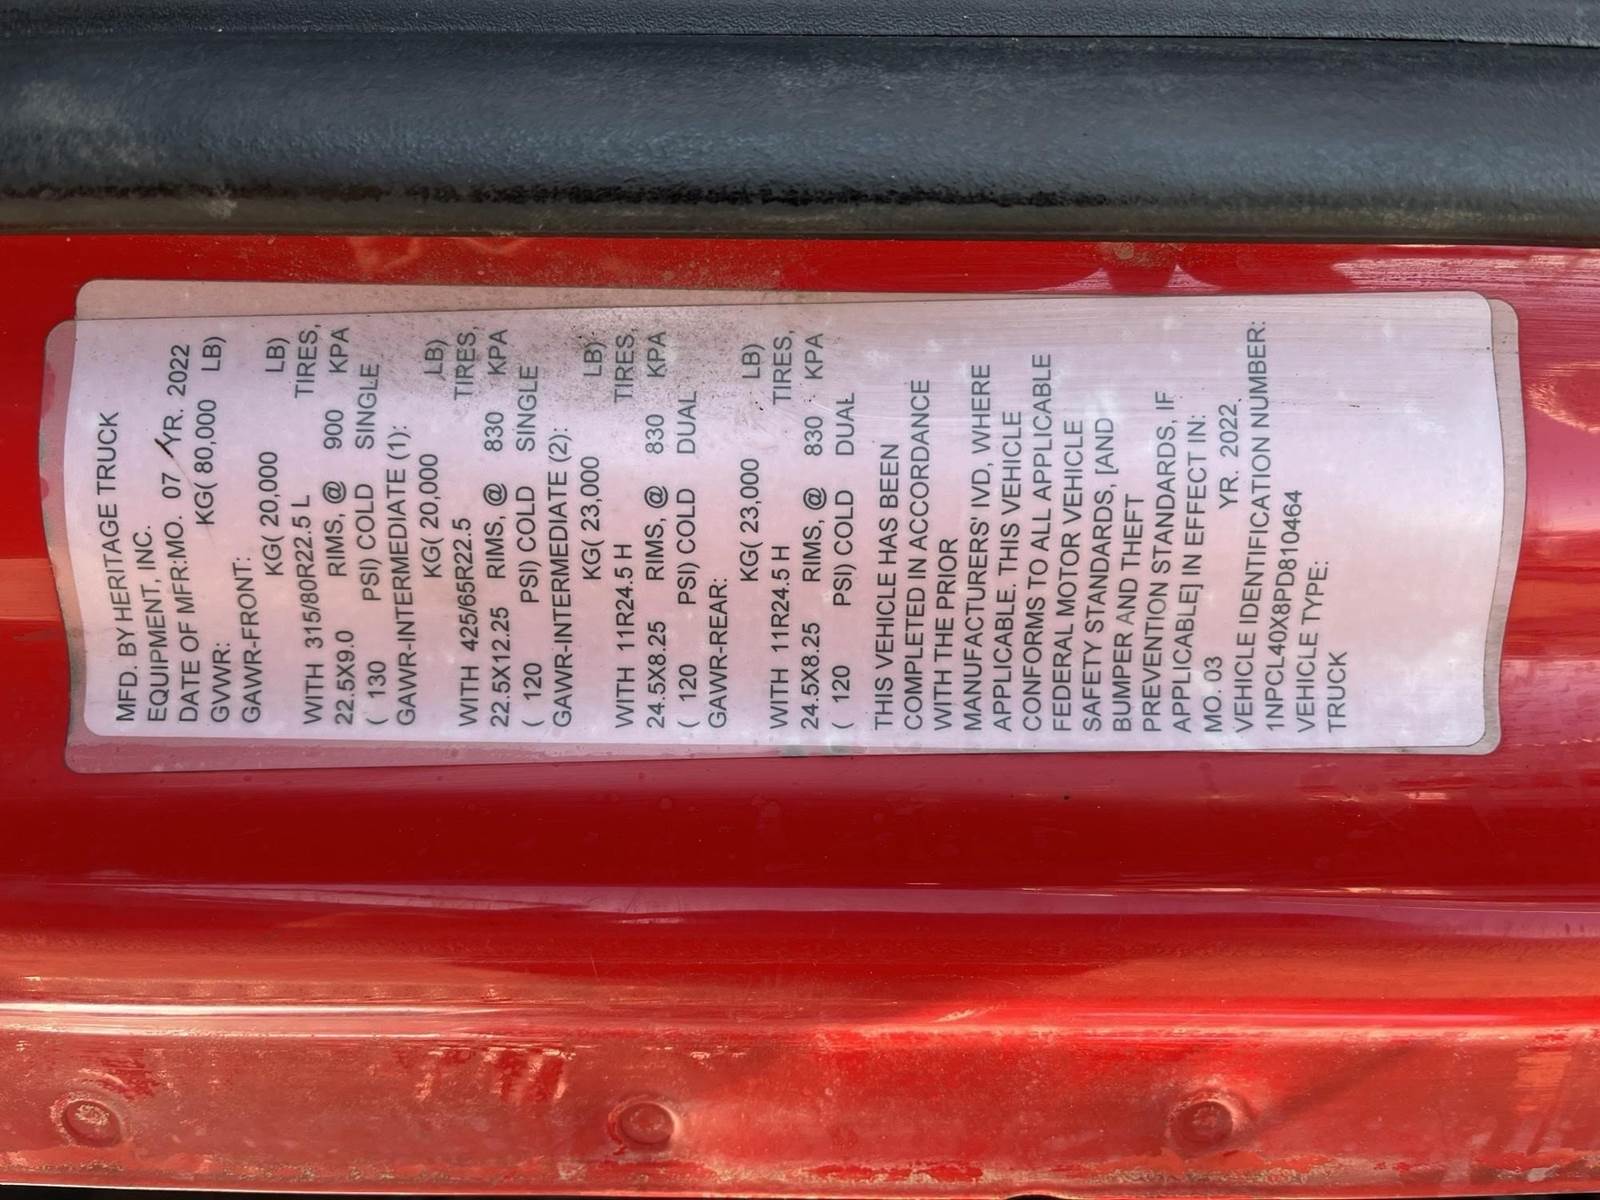 MFD. BY HERITAGE TRUCK
EQUIPMENT, INC.
DATE OF MFR:MO. 07 YR. 2022
GVWR: KG( 80,000 LB)
GAWR-FRONT:
KG( 20,000 LB)
WITH 315/80R22.5 L TIRES,
22.5X9.0 RIMS, @ 900 KPA
( 130 PSI) COLD SINGLE
GAWR-INTERMEDIATE (1):
KG( 20,000 LB)
WITH 425/65R22.5 TIRES,
22.5X12.25 RIMS, @ 830 KPA
( 120 PSI) COLD SINGLE
GAWR-INTERMEDIATE (2):
KG( 23,000 LB)
WITH 11R24.5 H TIRES,
24.5X8.25 RIMS, @ 830 KPA
( 120 PSI) COLD DUAL
GAWR-REAR:
KG( 23,000 LB)
WITH 11R24.5 H TIRES,
24.5X8.25 RIMS, @ 830 KPA
( 120 PSI) COLD DUAL
THIS VEHICLE HAS BEEN
COMPLETED IN ACCORDANCE
WITH THE PRIOR
MANUFACTURERS' IVD, WHERE
APPLICABLE. THIS VEHICLE
CONFORMS TO ALL APPLICABLE
FEDERAL MOTOR VEHICLE
SAFETY STANDARDS, [AND
BUMPER AND THEFT
PREVENTION STANDARDS, IF
APPLICABLE] IN EFFECT IN:
MO. 03 YR. 2022
VEHICLE IDENTIFICATION NUMBER:
1NPCL40X8PD810464
VEHICLE TYPE:
TRUCK